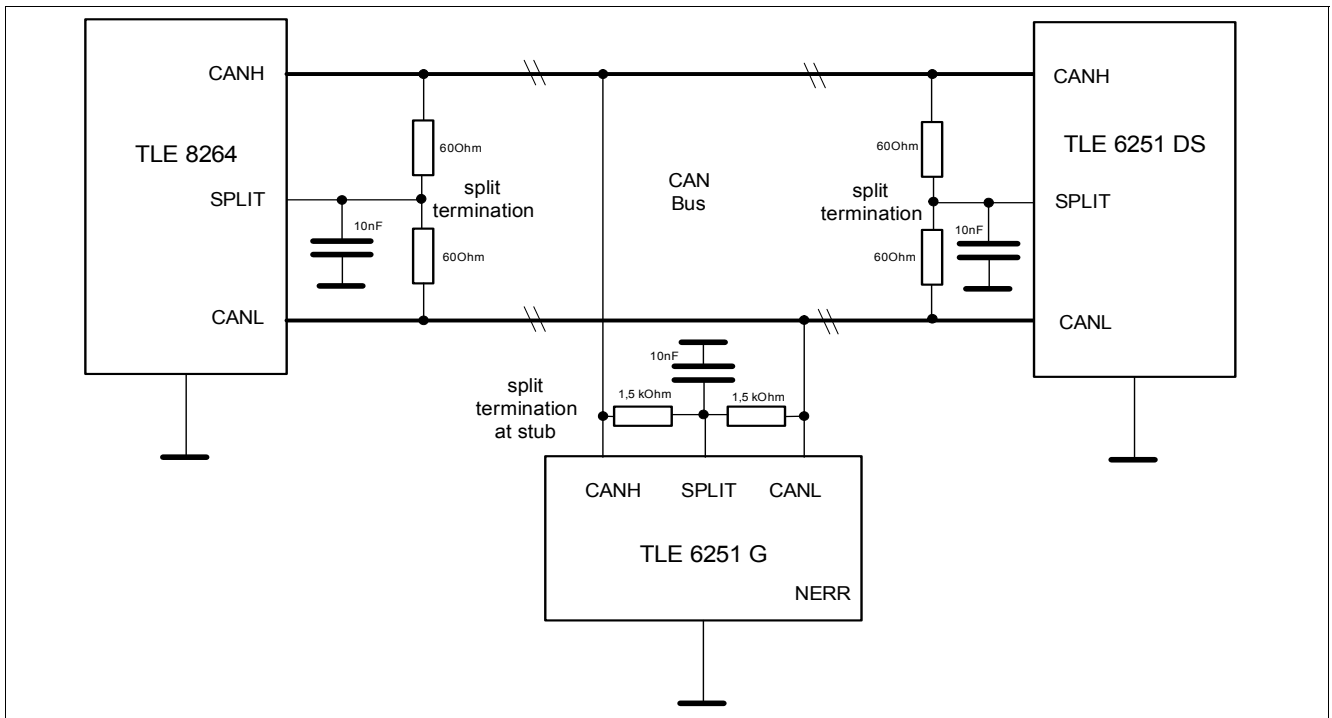 CANH
TLE 8264
SPLIT
CANL
60Ohm
split
termination
10nF
60Ohm
CAN
Bus
60Ohm
split
termination
10nF
60Ohm
CANH
TLE 6251 DS
SPLIT
CANL
split
termination
at stub
10nF
1,5 kOhm
1,5 kOhm
CANH SPLIT CANL
TLE 6251 G
NERR